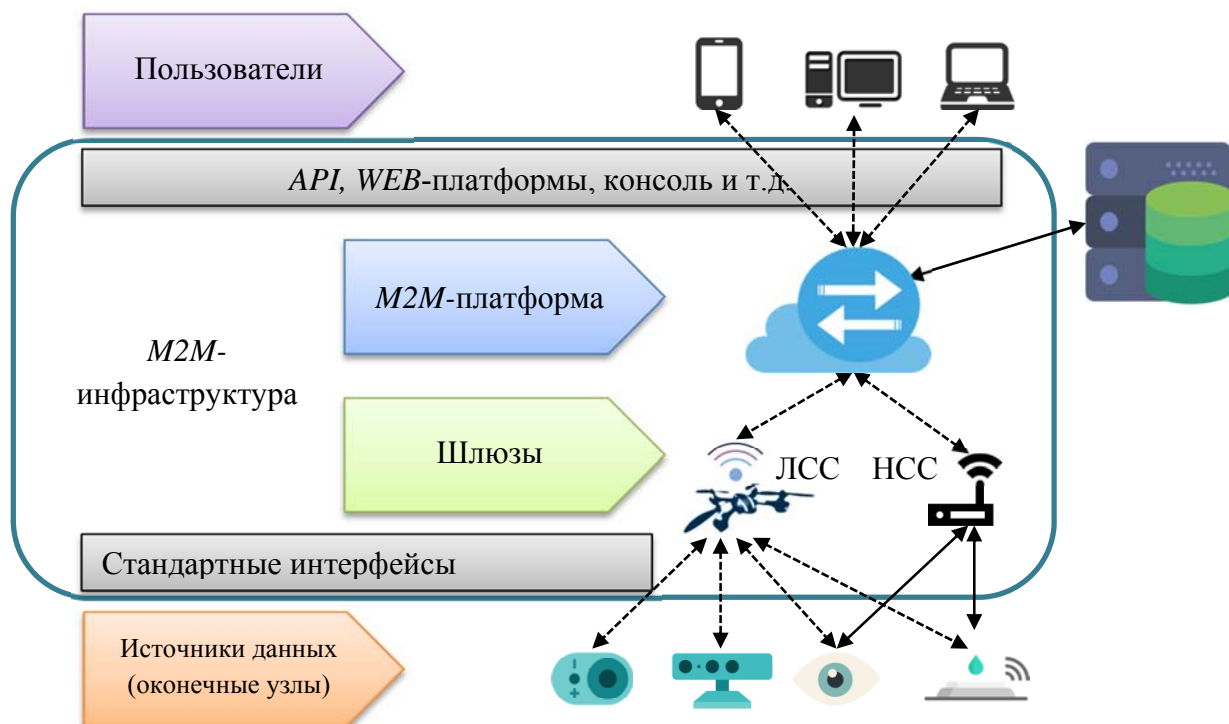 Пользователи
API, WEB-платформы, консоль и т.д.
M2M-платформа
M2M-
инфраструктура
Шлюзы
ЛСС
НСС
Стандартные интерфейсы
Источники данных
(оконечные узлы)